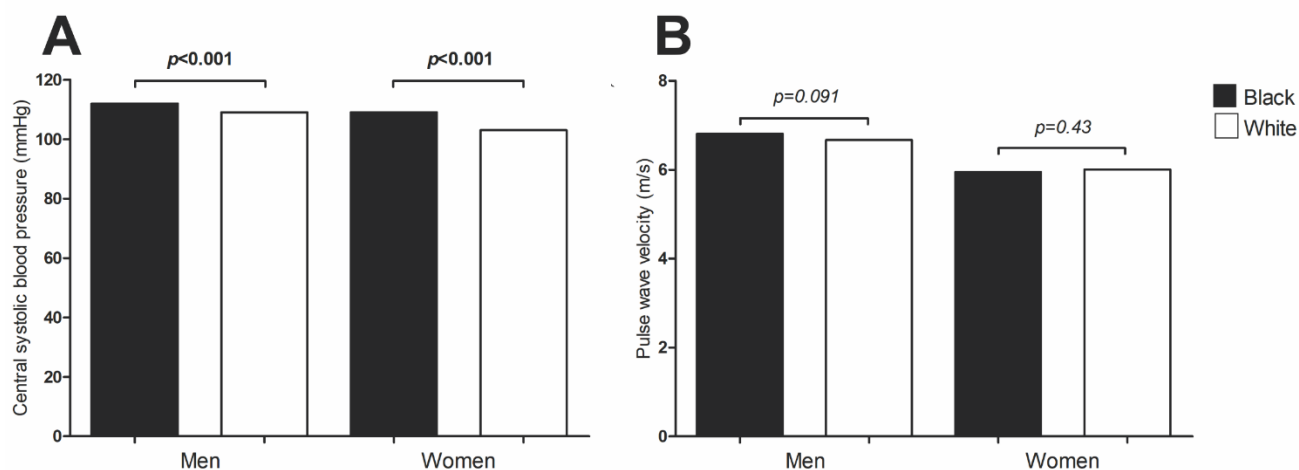 A
p<0.001
p<0.001
Central systolic blood pressure (mmHg)
120
100
80
60
40
20
0
Men
Women
B
p=0.091
p=0.43
Pulse wave velocity (m/s)
8
6
4
2
0
Men
Women
Black
White